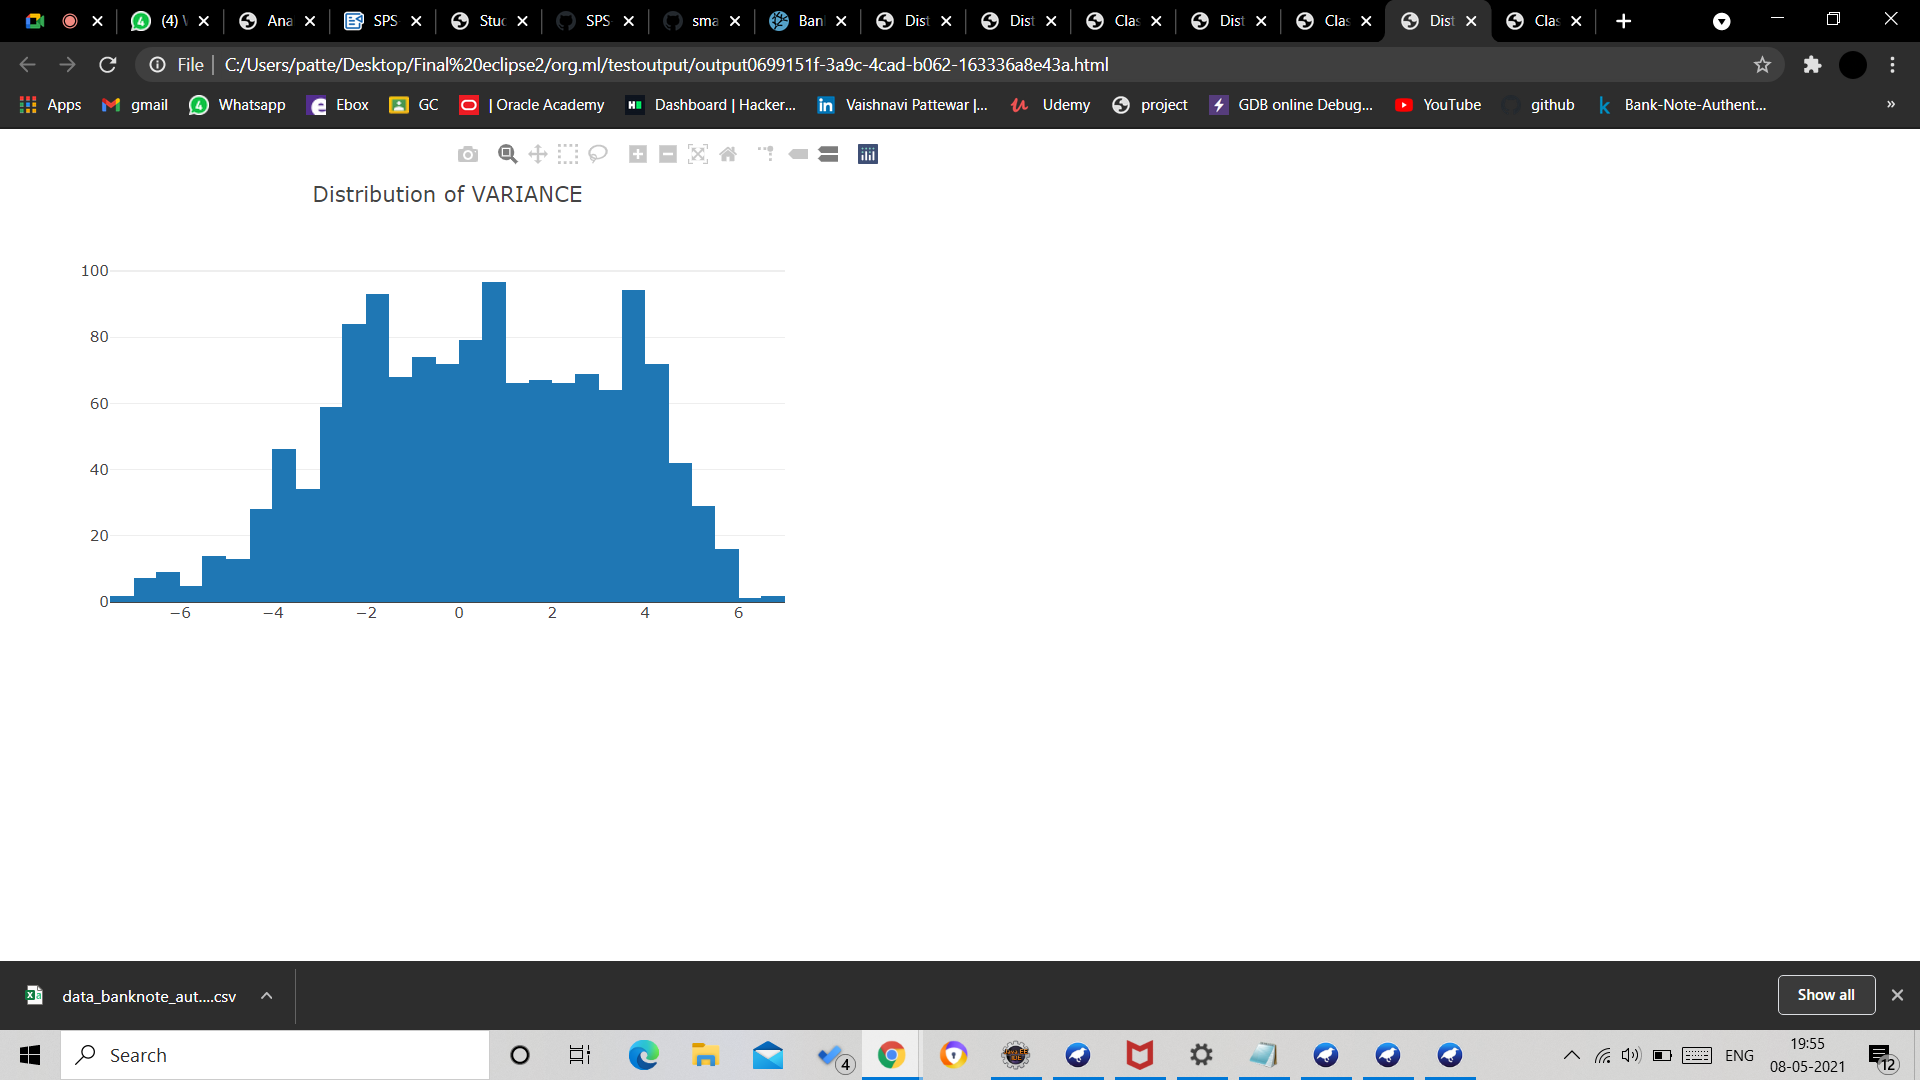 (4) W
Ana
SPS
Stuc
SPS
sma
Ban
Dist
Dist
Clas
Dist
Clas
Dist
Clas
File
C:/Users/patte/Desktop/Final%20eclipse2/org.ml/testoutput/output0699151f-3a9c-4cad-b062-163336a8e43a.html
Apps gmail Whatsapp Ebox GC | Oracle Academy Dashboard | Hacker... Vaishnavi Pattewar |... Udemy project GDB online Debug... YouTube github Bank-Note-Authent... »
Distribution of VARIANCE
100
80
60
40
20
0
−6 −4 −2 0 2 4 6
data_banknote_aut....csv
Show all
Search
4
ENG
19:55
08-05-2021
12